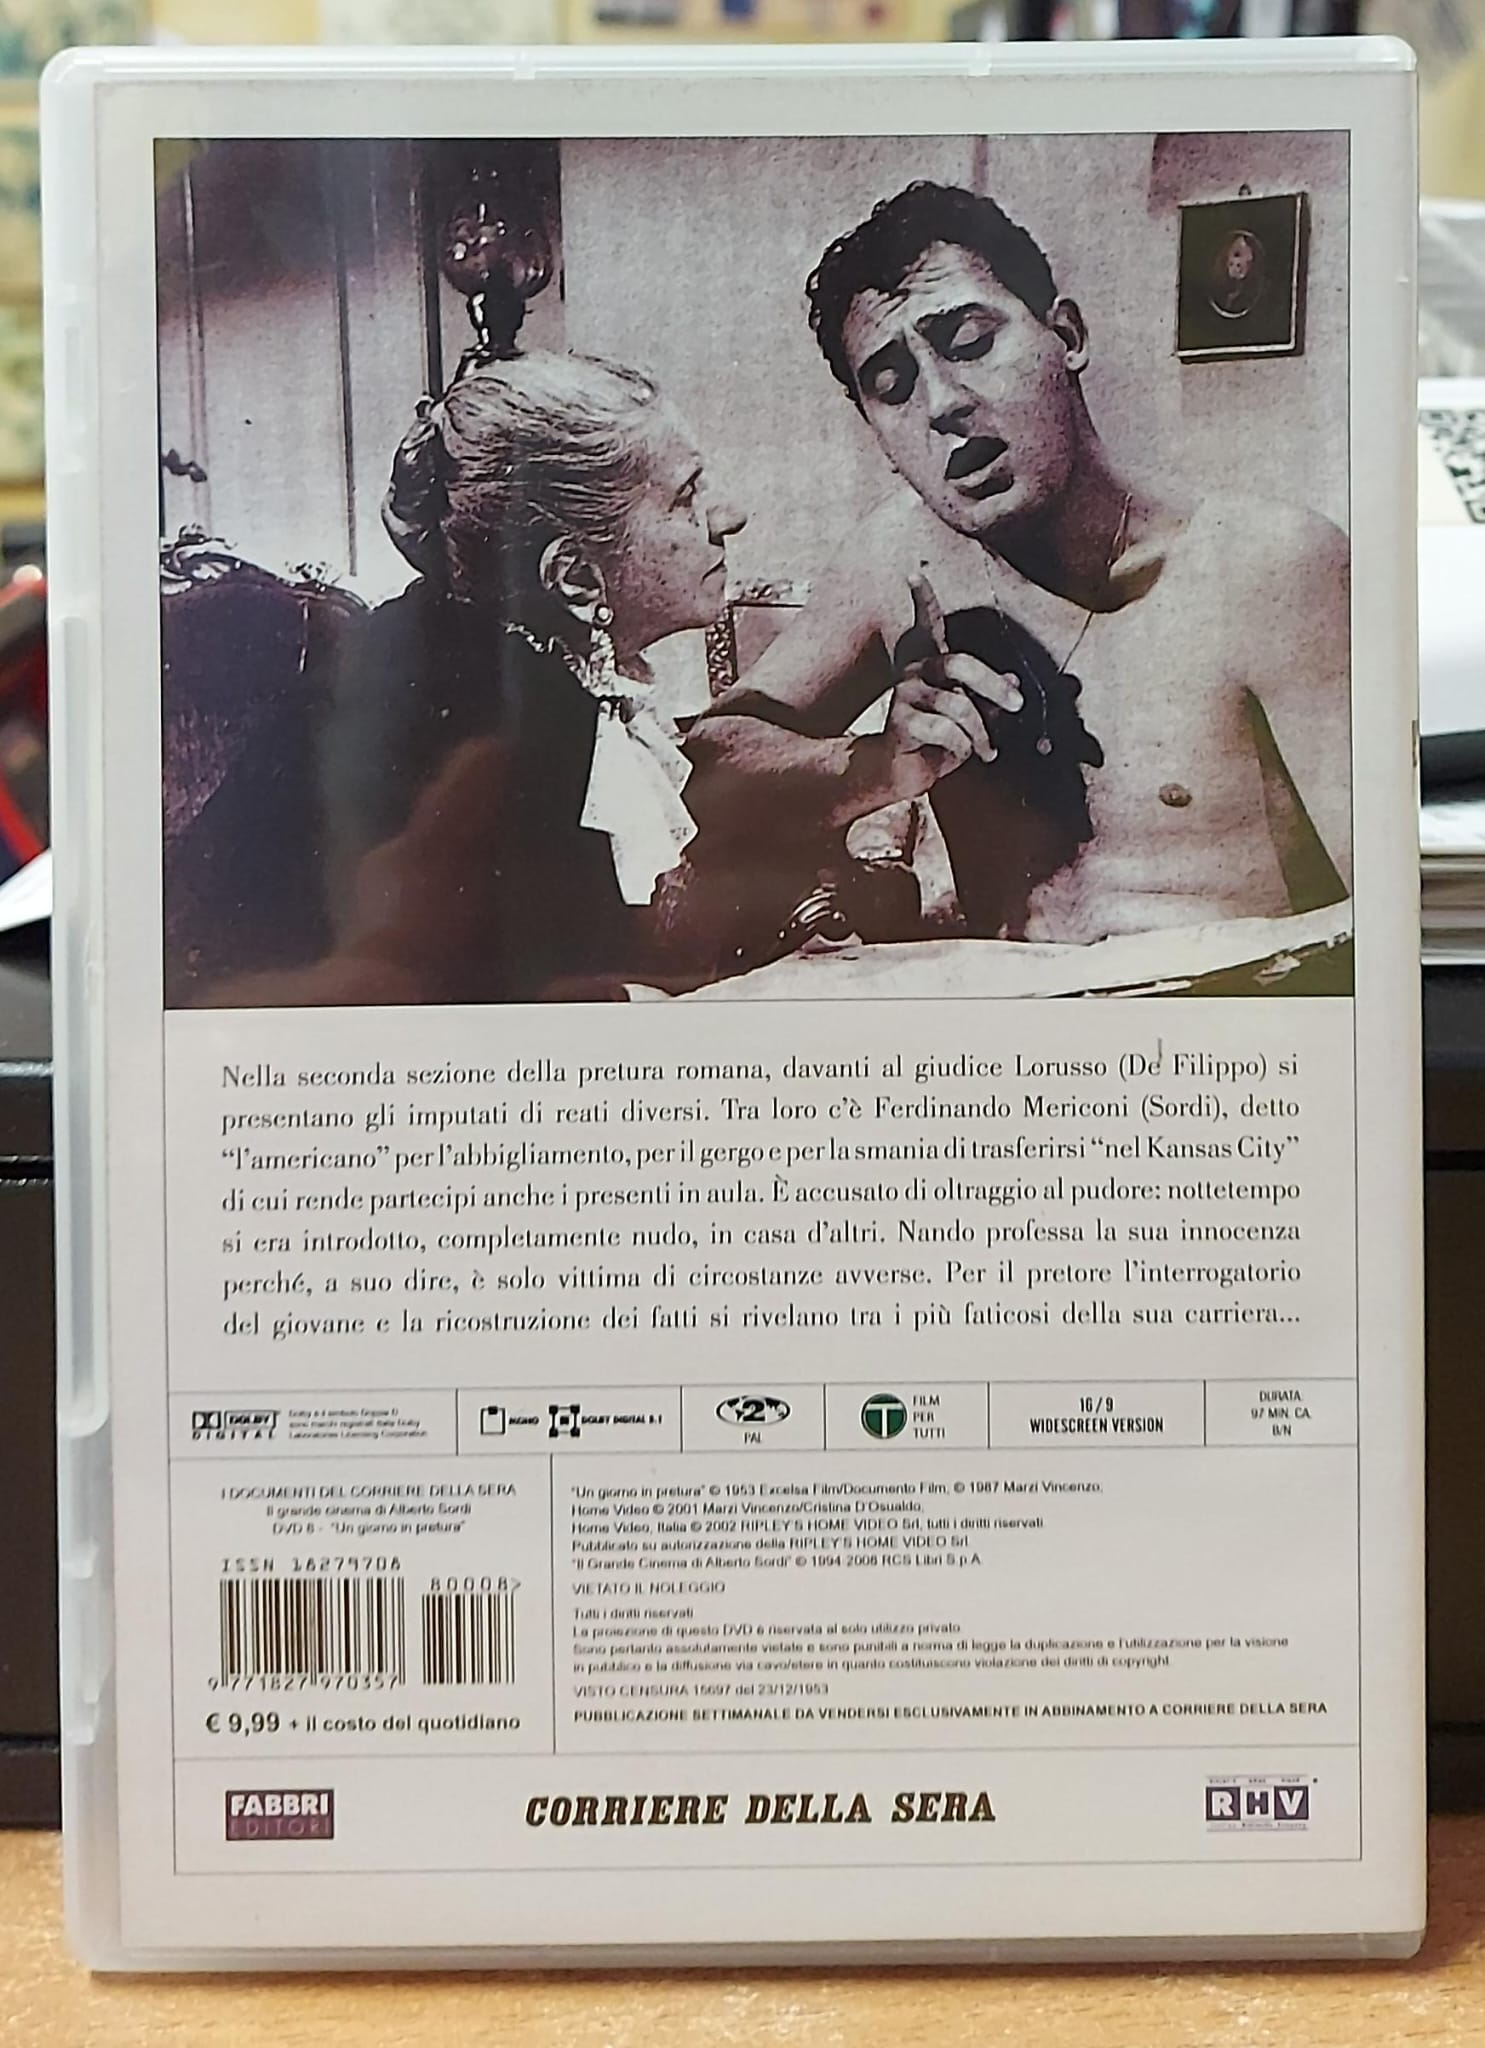 Nella seconda sezione della pretura romana, davanti al giudice Lorusso (De Filippo) si
presentano gli imputati di reati diversi. Tra loro c'è Ferdinando Mericoni (Sordi), detto
“l'americano” per l'abbigliamento, per il gergo e per la smania di trasferirsi “nel Kansas City”
di cui rende partecipi anche i presenti in aula. È accusato di oltraggio al pudore: nottetempo
si era introdotto, completamente nudo, in casa d'altri. Nando professa la sua innocenza
perché, a suo dire, è solo vittima di circostanze avverse. Per il pretore l'interrogatorio
del giovane e la ricostruzione dei fatti si rivelano tra i più faticosi della sua carriera...
DOLBY
DIGITAL
MONO
DOLBY DIGITAL 5.1
2
PAL
T
FILM
PER
TUTTI
16/9
WIDESCREEN VERSION
DURATA
97 MIN. CA.
B/N
I DOCUMENTI DEL CORRIERE DELLA SERA
Il grande cinema di Alberto Sordi
DVD 8 - "Un giorno in pretura"
ISSN 1827970A
80008>
9 771827 970357
€ 9,99 + il costo del quotidiano
"Un giorno in pretura" © 1953 Excelsa Film/Documento Film, © 1987 Marzi Vincenzo,
Home Video © 2001 Marzi Vincenzo/Cristina D'Osualdo,
Home Video, Italia © 2002 RIPLEY'S HOME VIDEO Srl, tutti i diritti riservati
Pubblicato su autorizzazione della RIPLEY'S HOME VIDEO Srl
"Il Grande Cinema di Alberto Sordi" © 1994-2006 RCS Libri S.p.A.
VIETATO IL NOLEGGIO
Tutti i diritti riservati
La proiezione di questo DVD è riservata al solo utilizzo privato
Sono pertanto assolutamente vietate e sono punibili a norma di legge la duplicazione e l'utilizzazione per la visione
in pubblico e la diffusione via cavo/etere in quanto costituiscono violazione dei diritti di copyright.
VISTO CENSURA 15697 del 23/12/1953
PUBBLICAZIONE SETTIMANALE DA VENDERSI ESCLUSIVAMENTE IN ABBINAMENTO A CORRIERE DELLA SERA
FABBRI
EDITORI
CORRIERE DELLA SERA
RHV